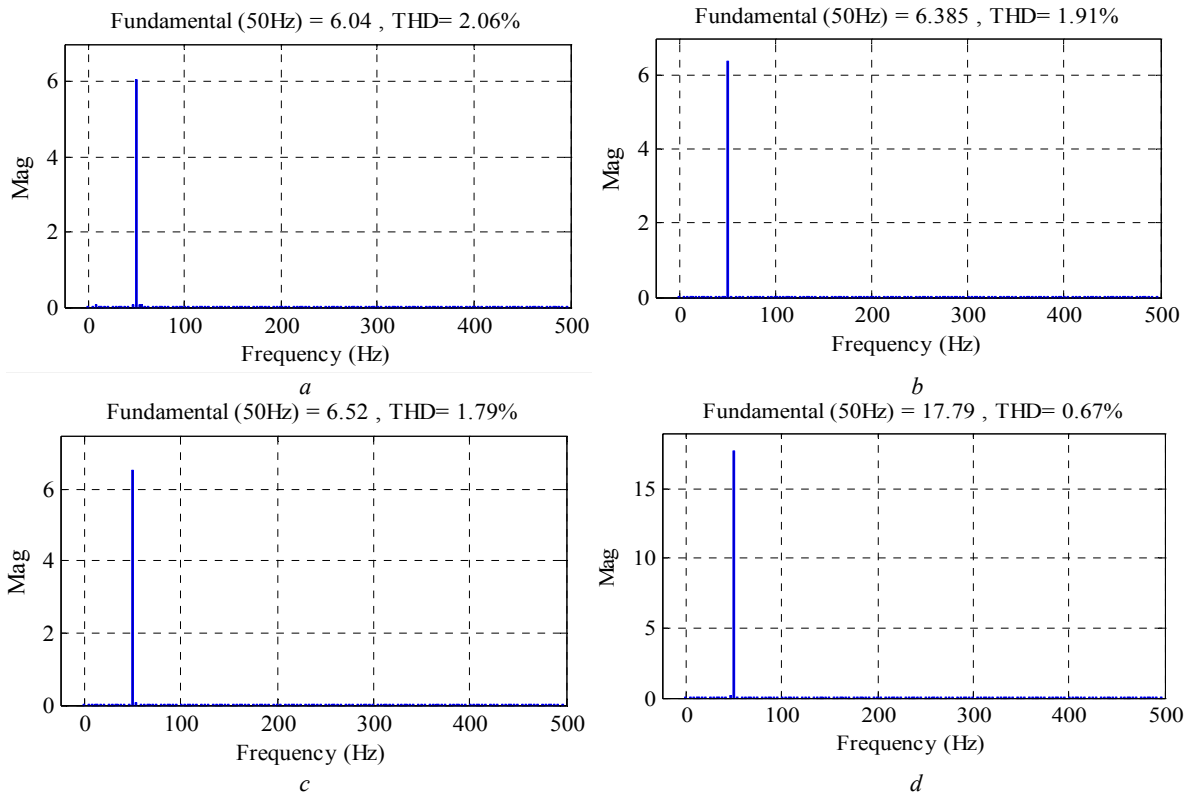 Fundamental (50Hz) = 6.04 , THD= 2.06%
6
4
2
0
Mag
0 100 200 300 400 500
Frequency (Hz)
a
Fundamental (50Hz) = 6.385 , THD= 1.91%
6
4
2
0
Mag
0 100 200 300 400 500
Frequency (Hz)
b
Fundamental (50Hz) = 6.52 , THD= 1.79%
6
4
2
0
Mag
0 100 200 300 400 500
Frequency (Hz)
c
Fundamental (50Hz) = 17.79 , THD= 0.67%
15
10
5
0
Mag
0 100 200 300 400 500
Frequency (Hz)
d